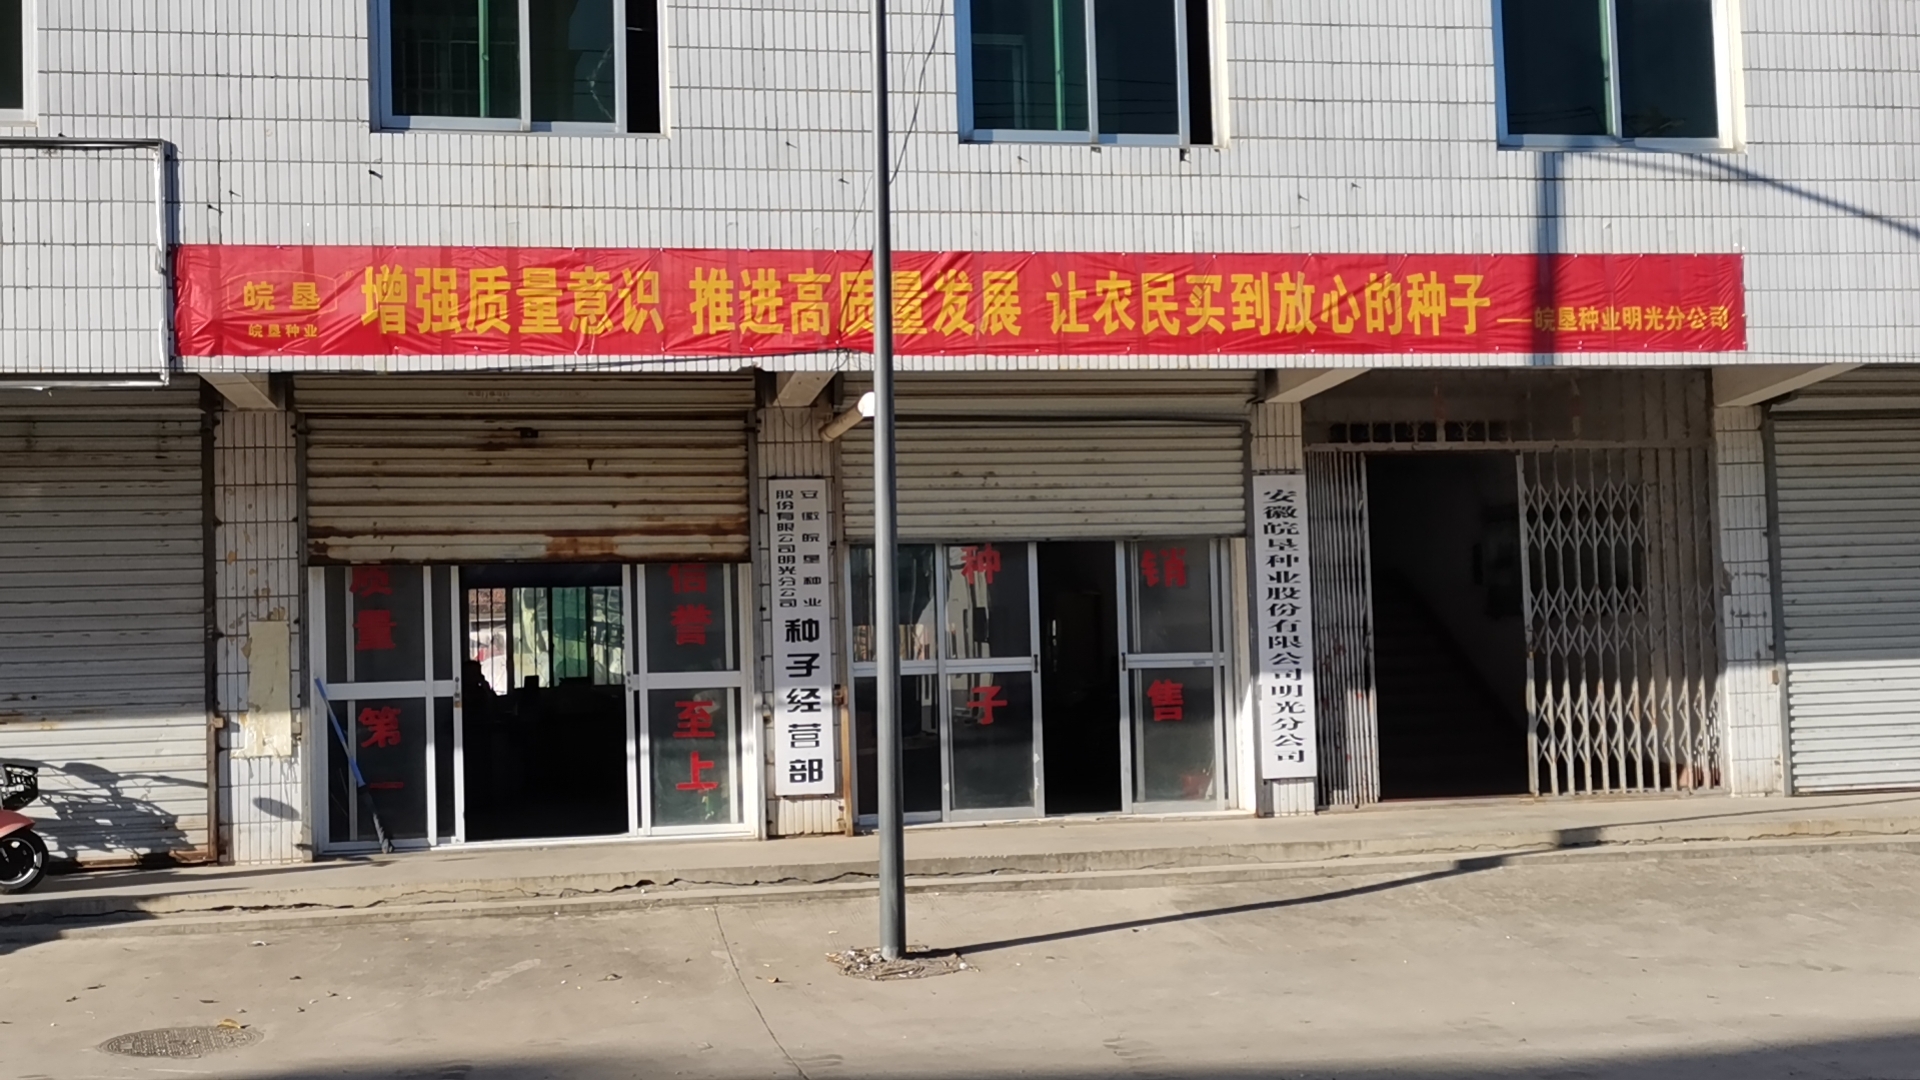 皖垦
皖垦种业
增强质量意识 推进高质量发展 让农民买到放心的种子 ——皖垦种业明光分公司
质量第一
信誉至上
安徽皖垦种业
股份有限公司明光分公司
种子经营部
种子
销售
安徽皖垦种业股份有限公司明光分公司